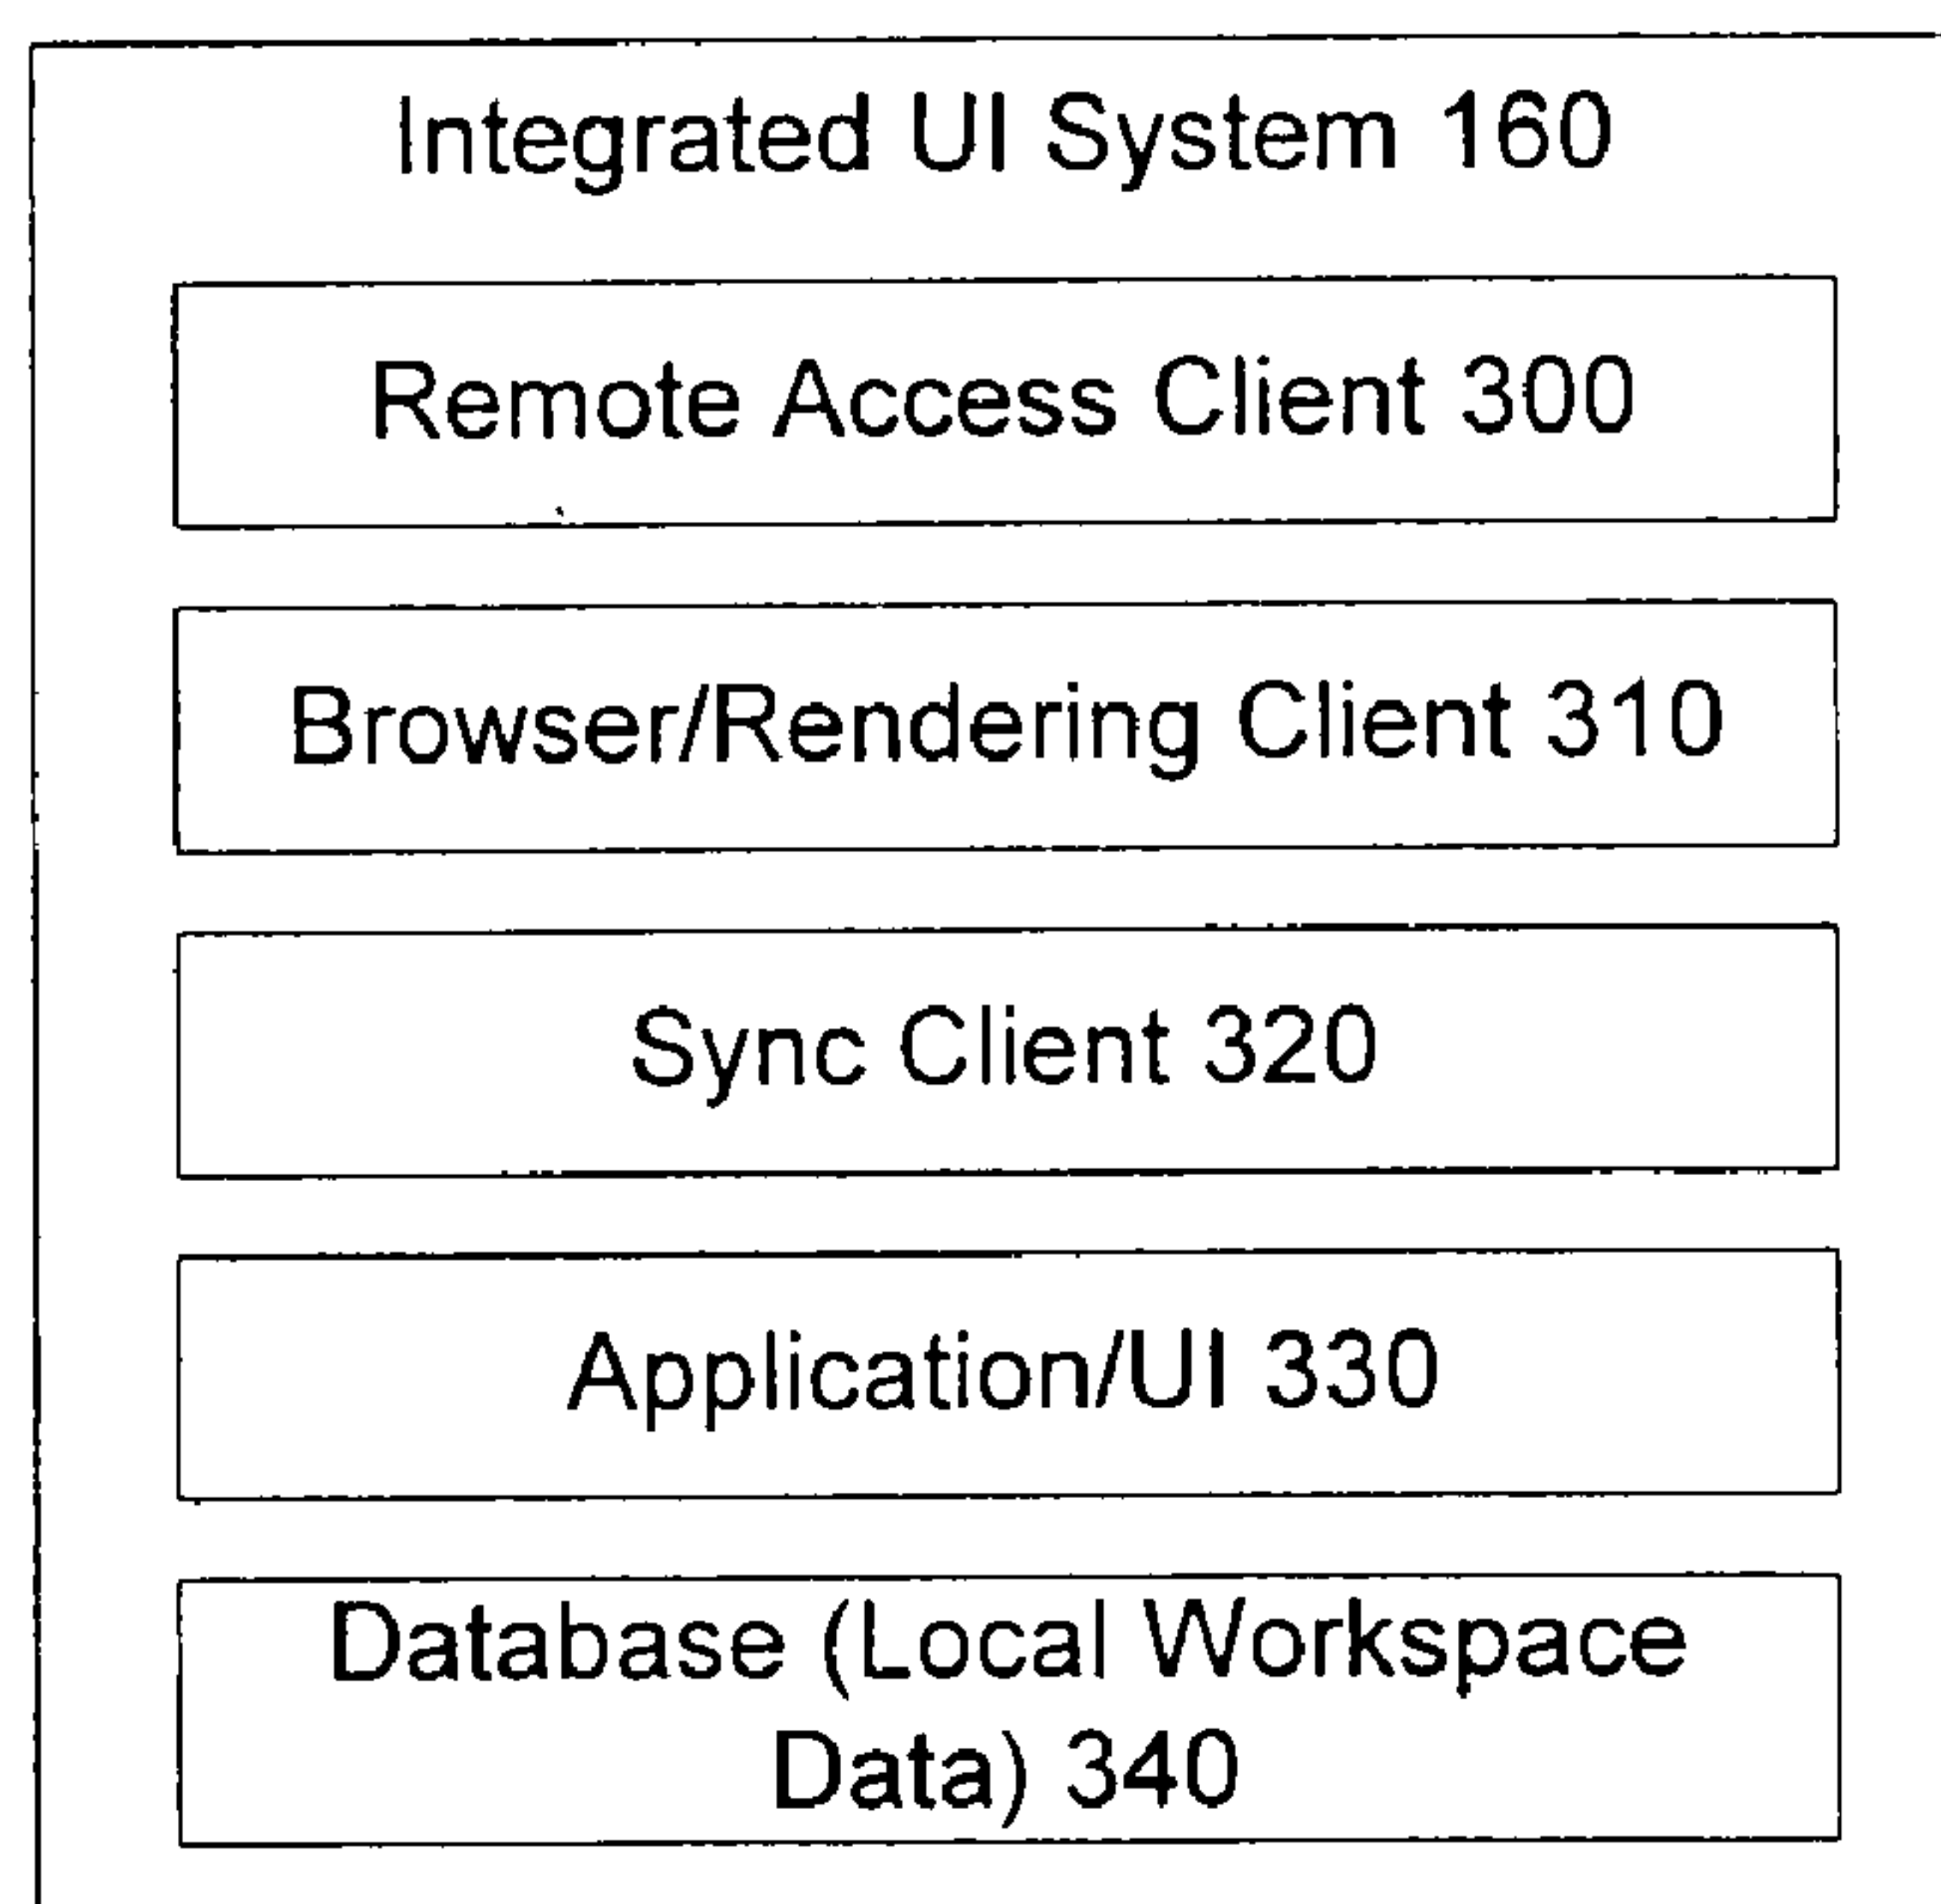 Integrated UI System 160
Remote Access Client 300
Browser/Rendering Client 310
Sync Client 320
Application/UI 330
Database (Local Workspace
Data) 340